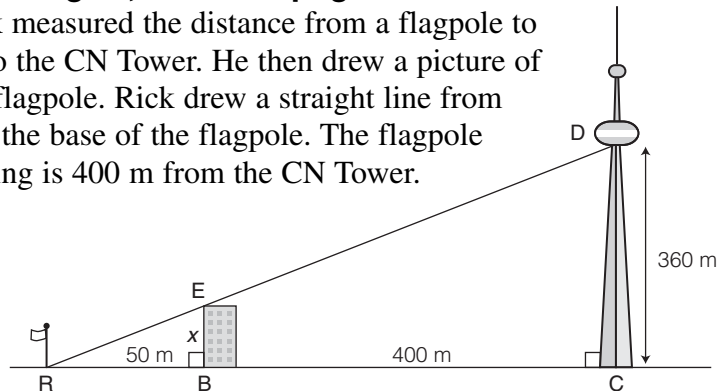 measured the distance from a flagpole to
the CN Tower. He then drew a picture of
flagpole. Rick drew a straight line from
the base of the flagpole. The flagpole
is 400 m from the CN Tower.
D
360 m
E
x
50 m
400 m
R
B
C